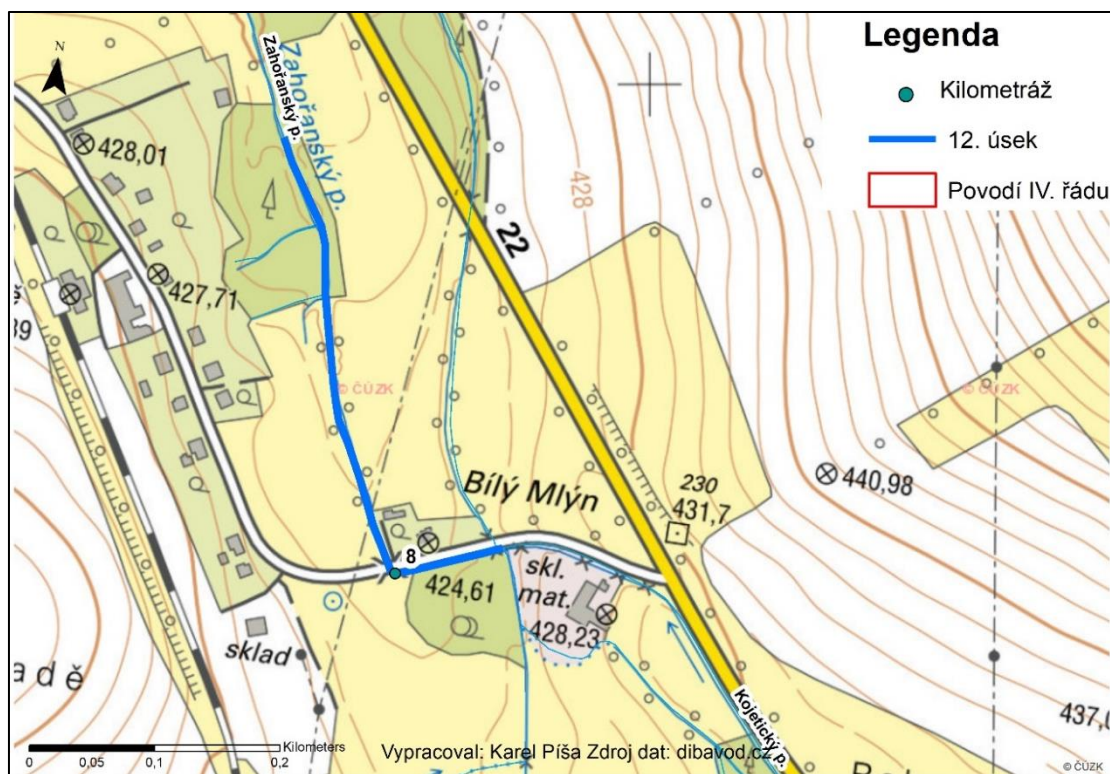 Legenda
Kilometráž
12. úsek
Povodí IV. řádu
N
Zahořanský p.
Zahořanský p.
428,01
427,71
39
428
22
© ČÚZK
© ČÚZK
Bílý Mlýn
230
431,7
440,98
8
424,61
skl.
mat.
428,23
sklad
adě
Kojetický p.
437,0
0 0,05 0,1 0,2
Kilometers
Vypracoval: Karel Píša Zdroj dat: dibavod.cz
© ČÚZK